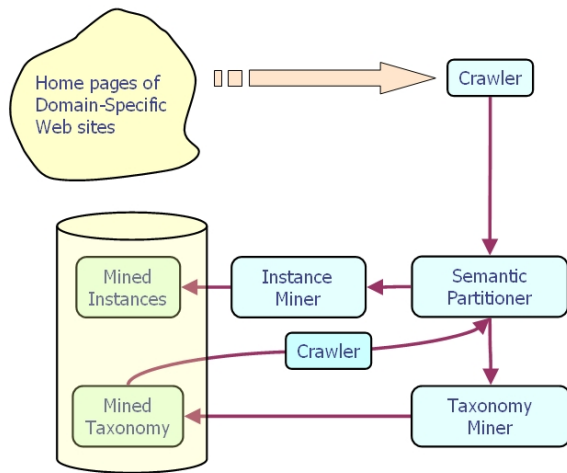 Home pages of
Domain-Specific
Web sites
Crawler
Mined
Instances
Instance
Miner
Semantic
Partitioner
Crawler
Mined
Taxonomy
Taxonomy
Miner